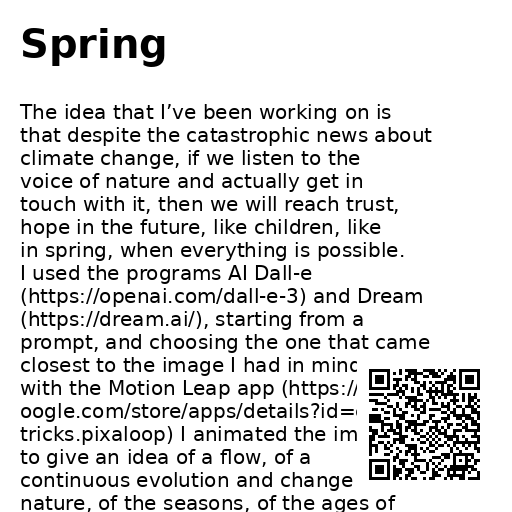 Spring
The idea that I’ve been working on is
that despite the catastrophic news about
climate change, if we listen to the
voice of nature and actually get in
touch with it, then we will reach trust,
hope in the future, like children, like
in spring, when everything is possible.
I used the programs AI Dall-e
(https://openai.com/dall-e-3) and Dream
(https://dream.ai/), starting from a
prompt, and choosing the one that came
closest to the image I had in mind
with the Motion Leap app (https:/
oogle.com/store/apps/details?id=
tricks.pixaloop) I animated the im
to give an idea of a flow, of a
continuous evolution and change
nature, of the seasons, of the ages of